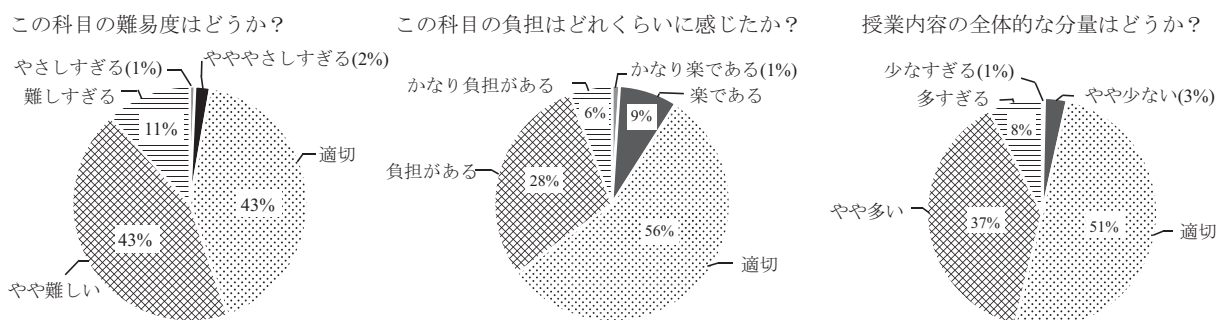 この科目の難易度はどうか？
やさしすぎる(1%)
やややさしすぎる(2%)
難しすぎる
11%
適切
43%
43%
やや難しい
この科目の負担はどれくらいに感じたか？
かなり負担がある
かなり楽である(1%)
楽である
6%
9%
負担がある
28%
56%
適切
授業内容の全体的な分量はどうか？
少なすぎる(1%)
やや少ない(3%)
多すぎる
8%
やや多い
37%
51%
適切